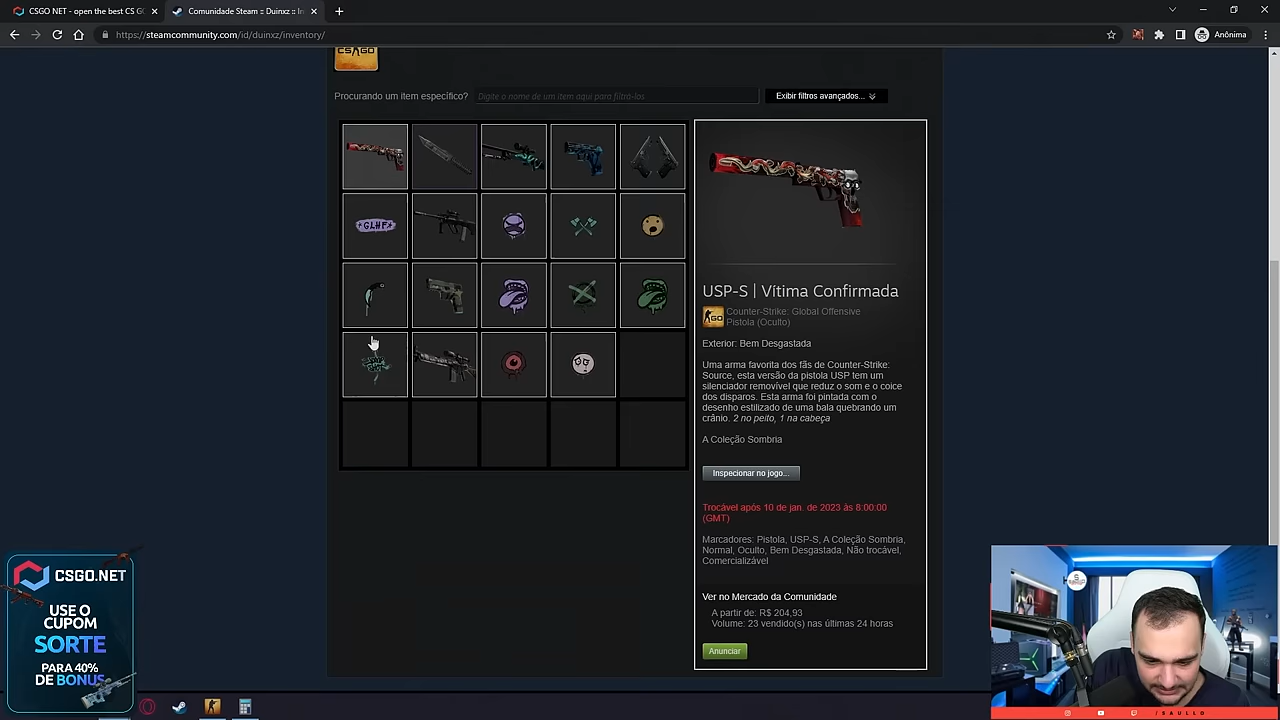 CSGO NET - open the best CS G
Comunidade Steam :: Duinxz :: In
https://steamcommunity.com/id/duinxz/inventory/
Anônima
CS GO
Procurando um item específico?
Digite o nome de um item aqui para filtrá-los
Exibir filtros avançados...
GLHF
USP-S | Vítima Confirmada
CS GO
Counter-Strike: Global Offensive
Pistola (Oculto)
Exterior: Bem Desgastada
Uma arma favorita dos fãs de Counter-Strike:
Source, esta versão da pistola USP tem um
silenciador removível que reduz o som e o coice
dos disparos. Esta arma foi pintada com o
desenho estilizado de uma bala quebrando um
crânio. 2 no peito, 1 na cabeça
A Coleção Sombria
Inspecionar no jogo...
Trocável após 10 de jan. de 2023 às 8:00:00
(GMT)
Marcadores: Pistola, USP-S, A Coleção Sombria,
Normal, Oculto, Bem Desgastada, Não trocável,
Comercializável
Ver no Mercado da Comunidade
A partir de: R$ 204,93
Volume: 23 vendido(s) nas últimas 24 horas
Anunciar
CSGO.NET
USE O
CUPOM
SORTE
PARA 40%
DE BONUS
/SAULLO